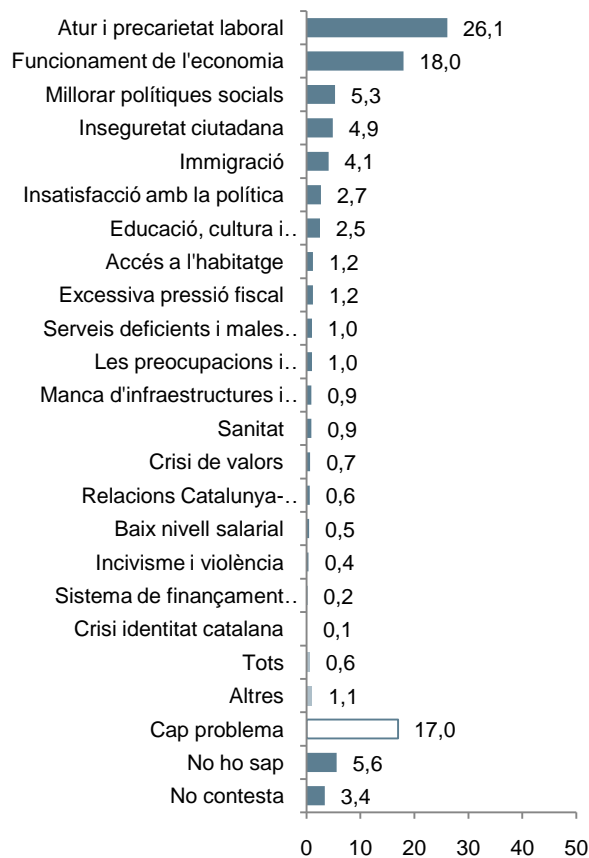 Atur i precarietat laboral 26,1
Funcionament de l'economia 18,0
Millorar polítiques socials 5,3
Inseguretat ciutadana 4,9
Immigració 4,1
Insatisfacció amb la política 2,7
Educació, cultura i.. 2,5
Accés a l'habitatge 1,2
Excessiva pressió fiscal 1,2
Serveis deficients i males.. 1,0
Les preocupacions i.. 1,0
Manca d'infraestructures i.. 0,9
Sanitat 0,9
Crisi de valors 0,7
Relacions Catalunya-.. 0,6
Baix nivell salarial 0,5
Incivisme i violència 0,4
Sistema de finançament.. 0,2
Crisi identitat catalana 0,1
Tots 0,6
Altres 1,1
Cap problema 17,0
No ho sap 5,6
No contesta 3,4
0 10 20 30 40 50